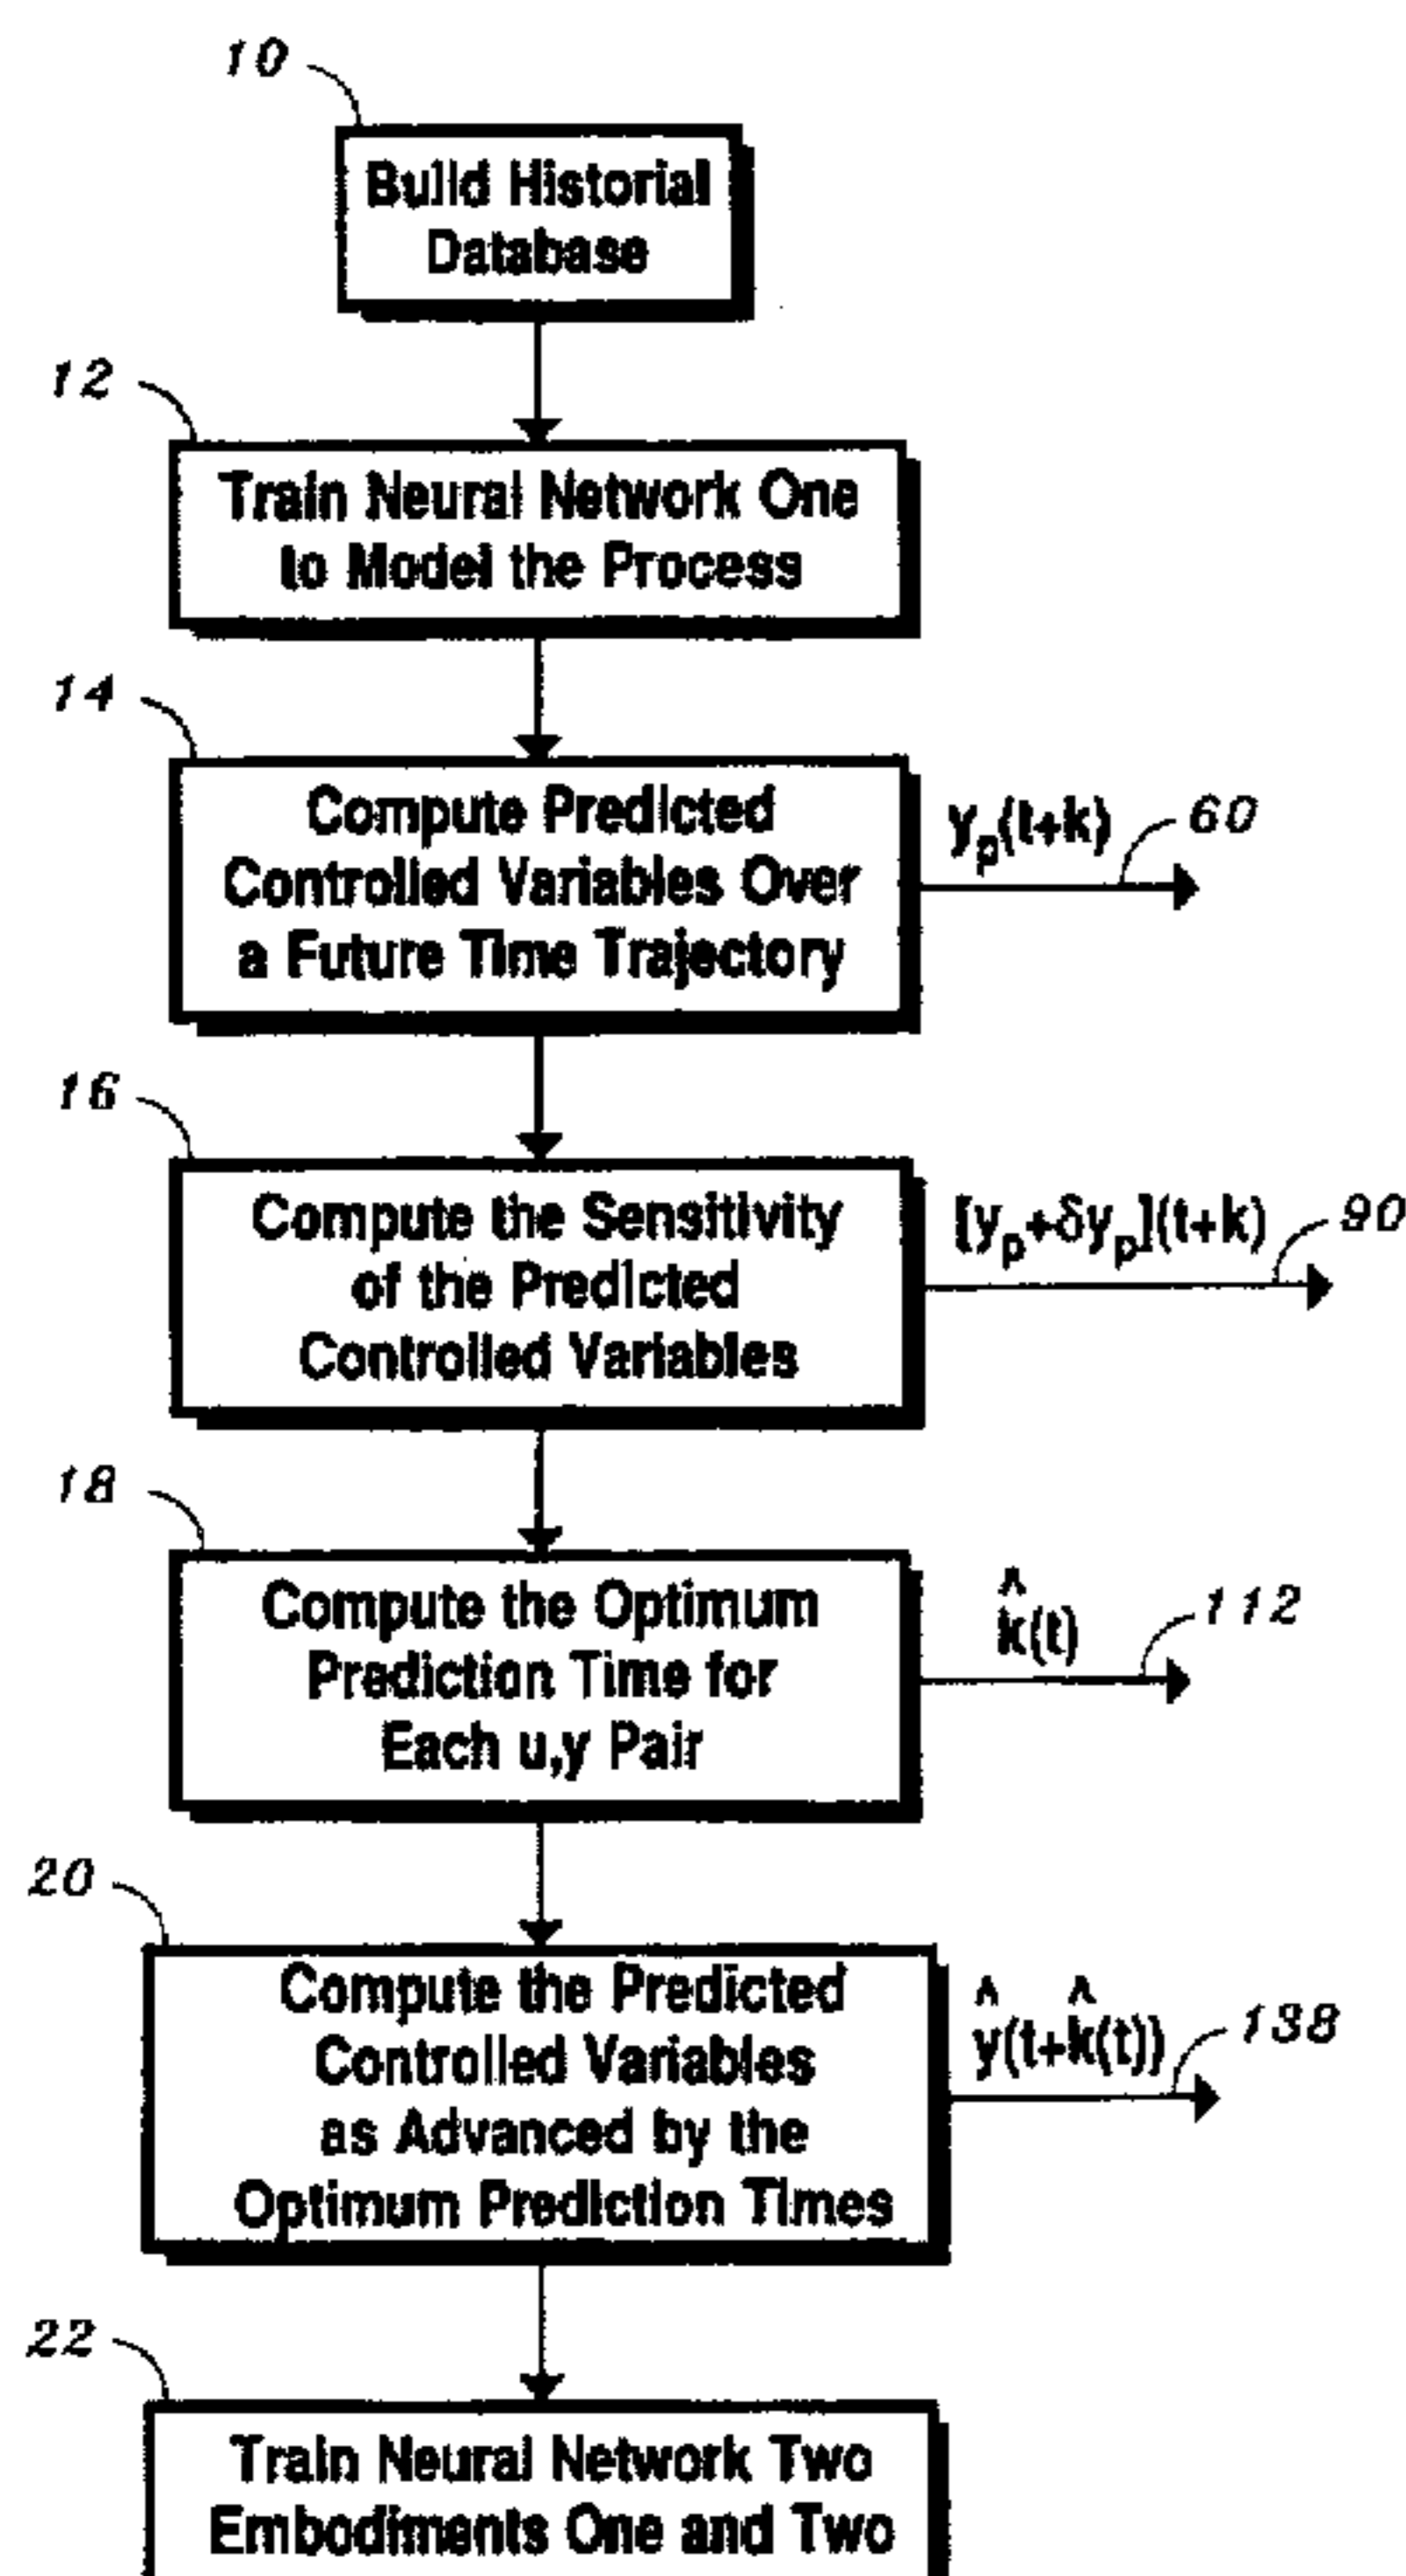 10
Build Historial
Database
12
Train Neural Network One
to Model the Process
14
Compute Predicted
Controlled Variables Over
a Future Time Trajectory
yₚ(t+k)
60
16
Compute the Sensitivity
of the Predicted
Controlled Variables
[yₚ+δyₚ](t+k)
90
18
Compute the Optimum
Prediction Time for
Each u,y Pair
k̂(t)
112
20
Compute the Predicted
Controlled Variables
as Advanced by the
Optimum Prediction Times
ŷ(t+k̂(t))
138
22
Train Neural Network Two
Embodiments One and Two